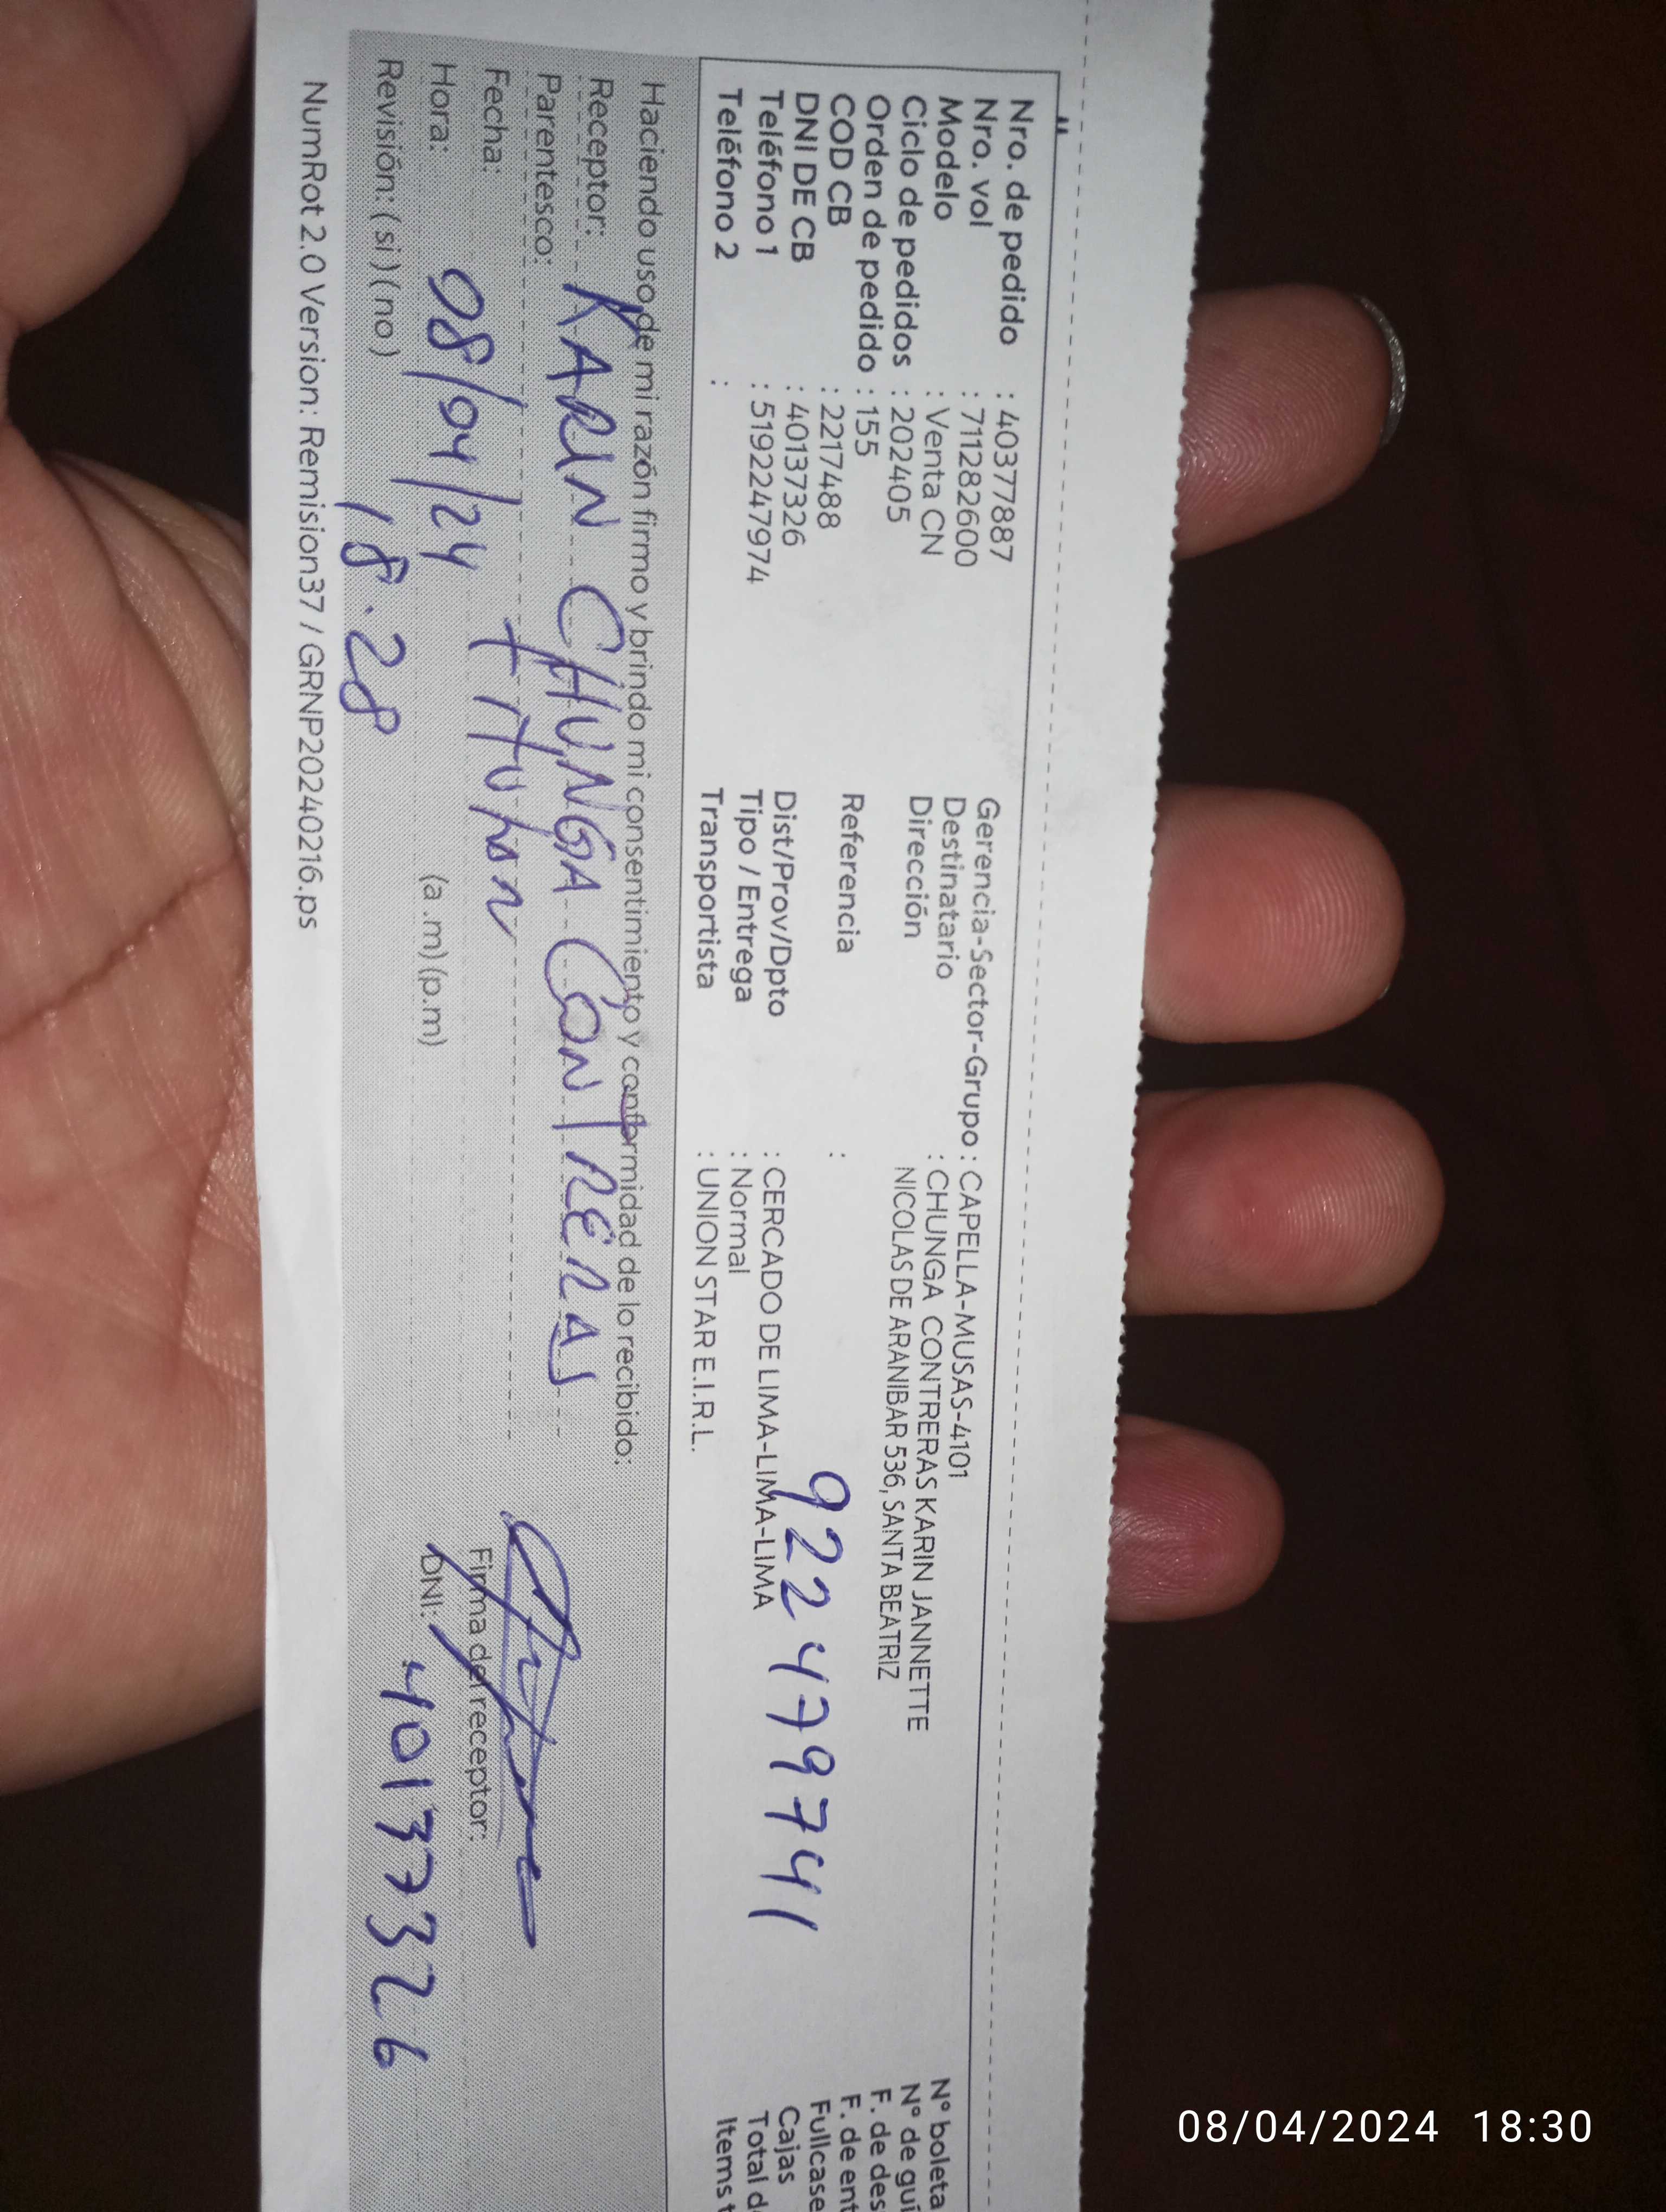 Nro. de pedido : 40377887
Nro. vol : 711282600
Modelo : Venta CN
Ciclo de pedidos : 202405
Orden de pedido : 155
COD CB : 2217488
DNI DE CB : 40137326
Teléfono 1 : 51922479741
Teléfono 2 :
Gerencia-Sector-Grupo : CAPELLA-MUSAS-4101
Destinatario : CHUNGA CONTRERAS KARIN JANNETTE
Dirección NICOLAS DE ARANIBAR 536, SANTA BEATRIZ
Referencia :
922479741
Dist/Prov/Dpto : CERCADO DE LIMA-LIMA-LIMA
Tipo / Entrega : Normal
Transportista : UNION STAR E.I.R.L.
Nº boleta
Nº de guí
F. de des
F. de ent
Fullcase
Cajas
Total d
Items t
Haciendo uso de mi razón firmo y brindo mi consentimiento y conformidad de lo recibido:
Receptor: KARIN CHUNGA CONTRERAS
Parentesco:
Fecha: 08/04/24
Hora: 18.28 (a.m) (p.m)
Revisión: ( si ) ( no )
Firma del receptor:
DNI: 40137326
NumRot 2.0 Version: Remision37 / GRNP20240216.ps
08/04/2024 18:30